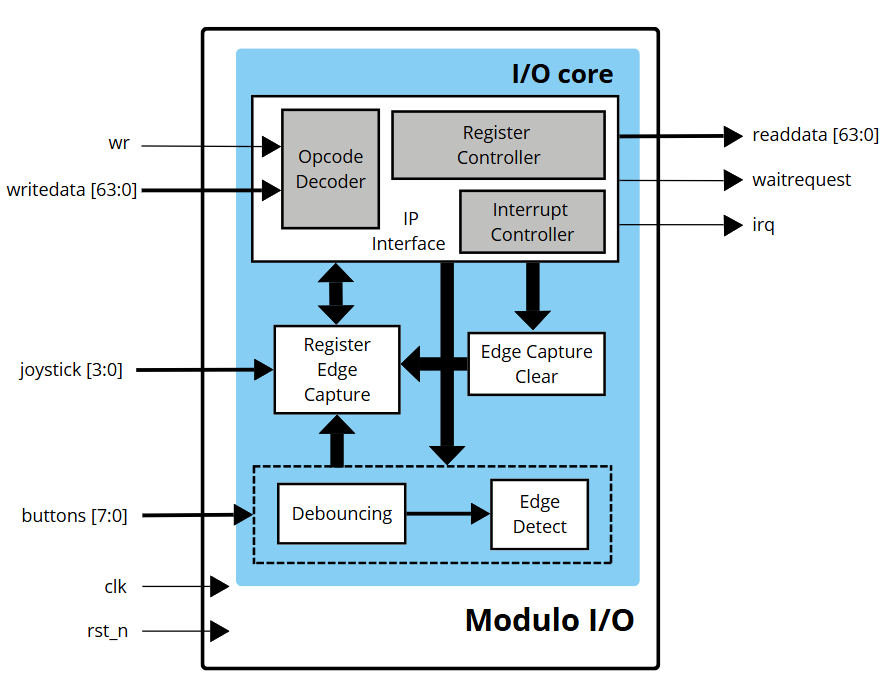 I/O core
wr
writedata [63:0]
Opcode
Decoder
Register
Controller
IP
Interface
Interrupt
Controller
readdata [63:0]
waitrequest
irq
joystick [3:0]
Register
Edge
Capture
Edge Capture
Clear
buttons [7:0]
Debouncing
Edge
Detect
clk
rst_n
Modulo I/O